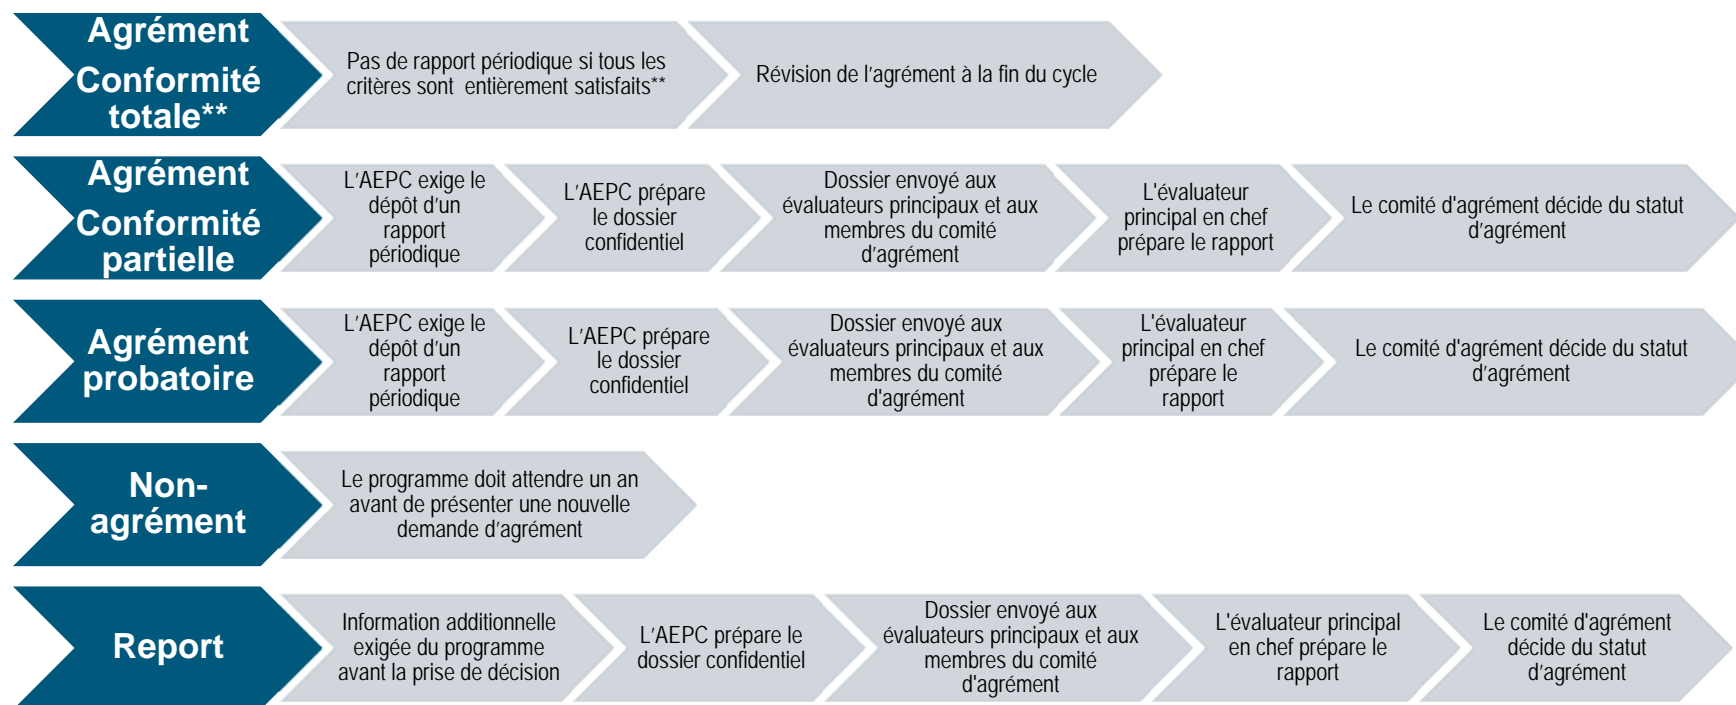 Agrément
Conformité
totale**
Pas de rapport périodique si tous les
critères sont entièrement satisfaits**
Révision de l’agrément à la fin du cycle
Agrément
Conformité
partielle
L’AEPC exige le
dépôt d’un
rapport
périodique
L’AEPC prépare
le dossier
confidentiel
Dossier envoyé aux
évaluateurs principaux et aux
membres du comité
d’agrément
L'évaluateur
principal en chef
prépare le rapport
Le comité d'agrément décide du statut
d’agrément
Agrément
probatoire
L’AEPC exige le
dépôt d’un
rapport
périodique
L’AEPC prépare
le dossier
confidentiel
Dossier envoyé aux
évaluateurs principaux et aux
membres du comité
d'agrément
L'évaluateur
principal en chef
prépare le
rapport
Le comité d'agrément décide du statut
d’agrément
Non-
agrément
Le programme doit attendre un an
avant de présenter une nouvelle
demande d’agrément
Report
Information additionnelle
exigée du programme
avant la prise de décision
L’AEPC prépare le
dossier confidentiel
Dossier envoyé aux
évaluateurs principaux et aux
membres du comité
d'agrément
L'évaluateur principal
en chef prépare le
rapport
Le comité d'agrément
décide du statut
d’agrément